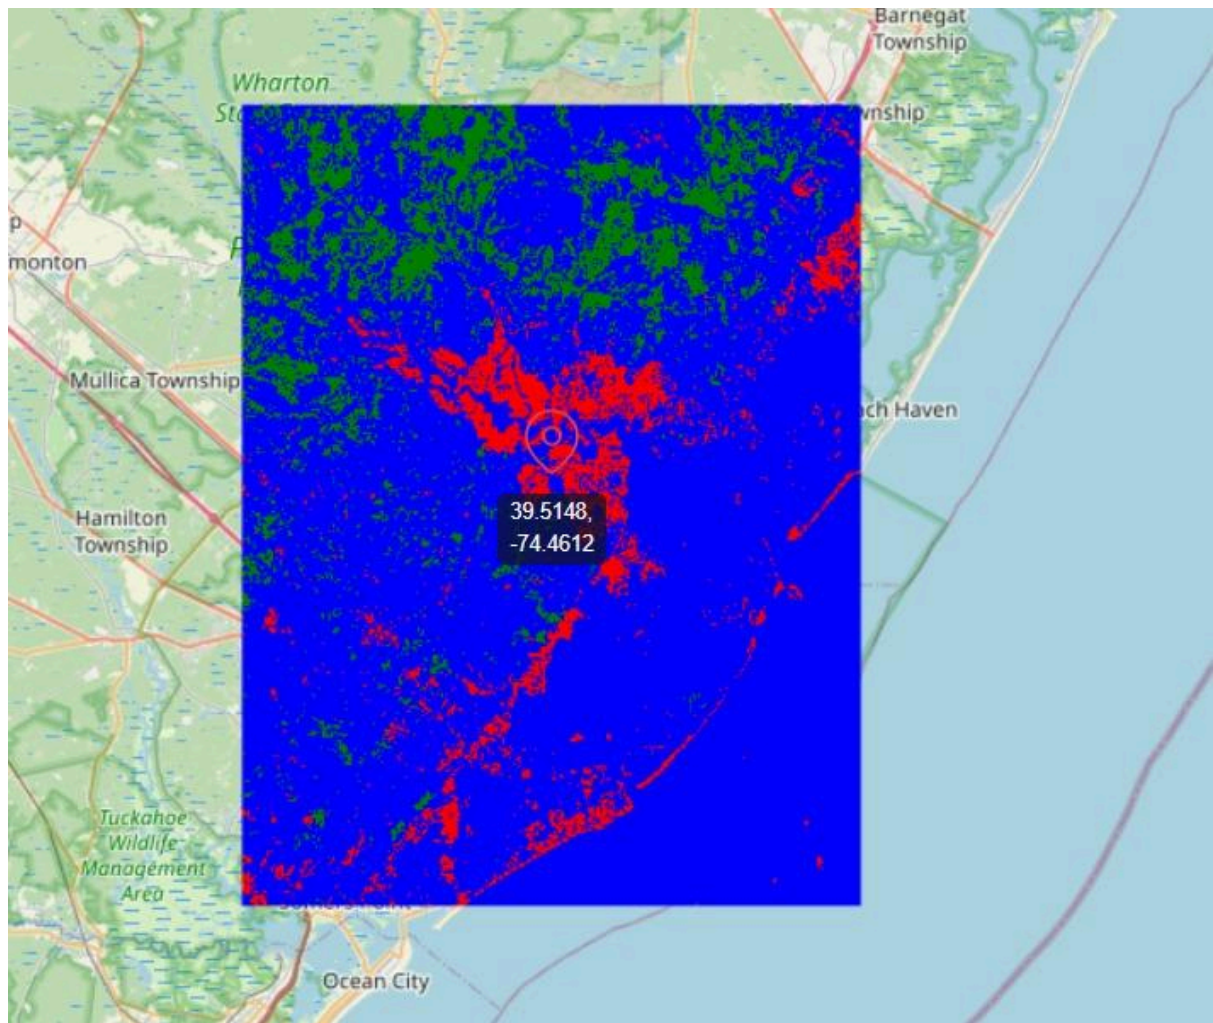 Barnegat
Township
Wharton
wnship
p
monton
Mullica Township
ach Haven
39.5148,
-74.4612
Hamilton
Township
Tuckahoe
Wildlife
Management
Area
Ocean City